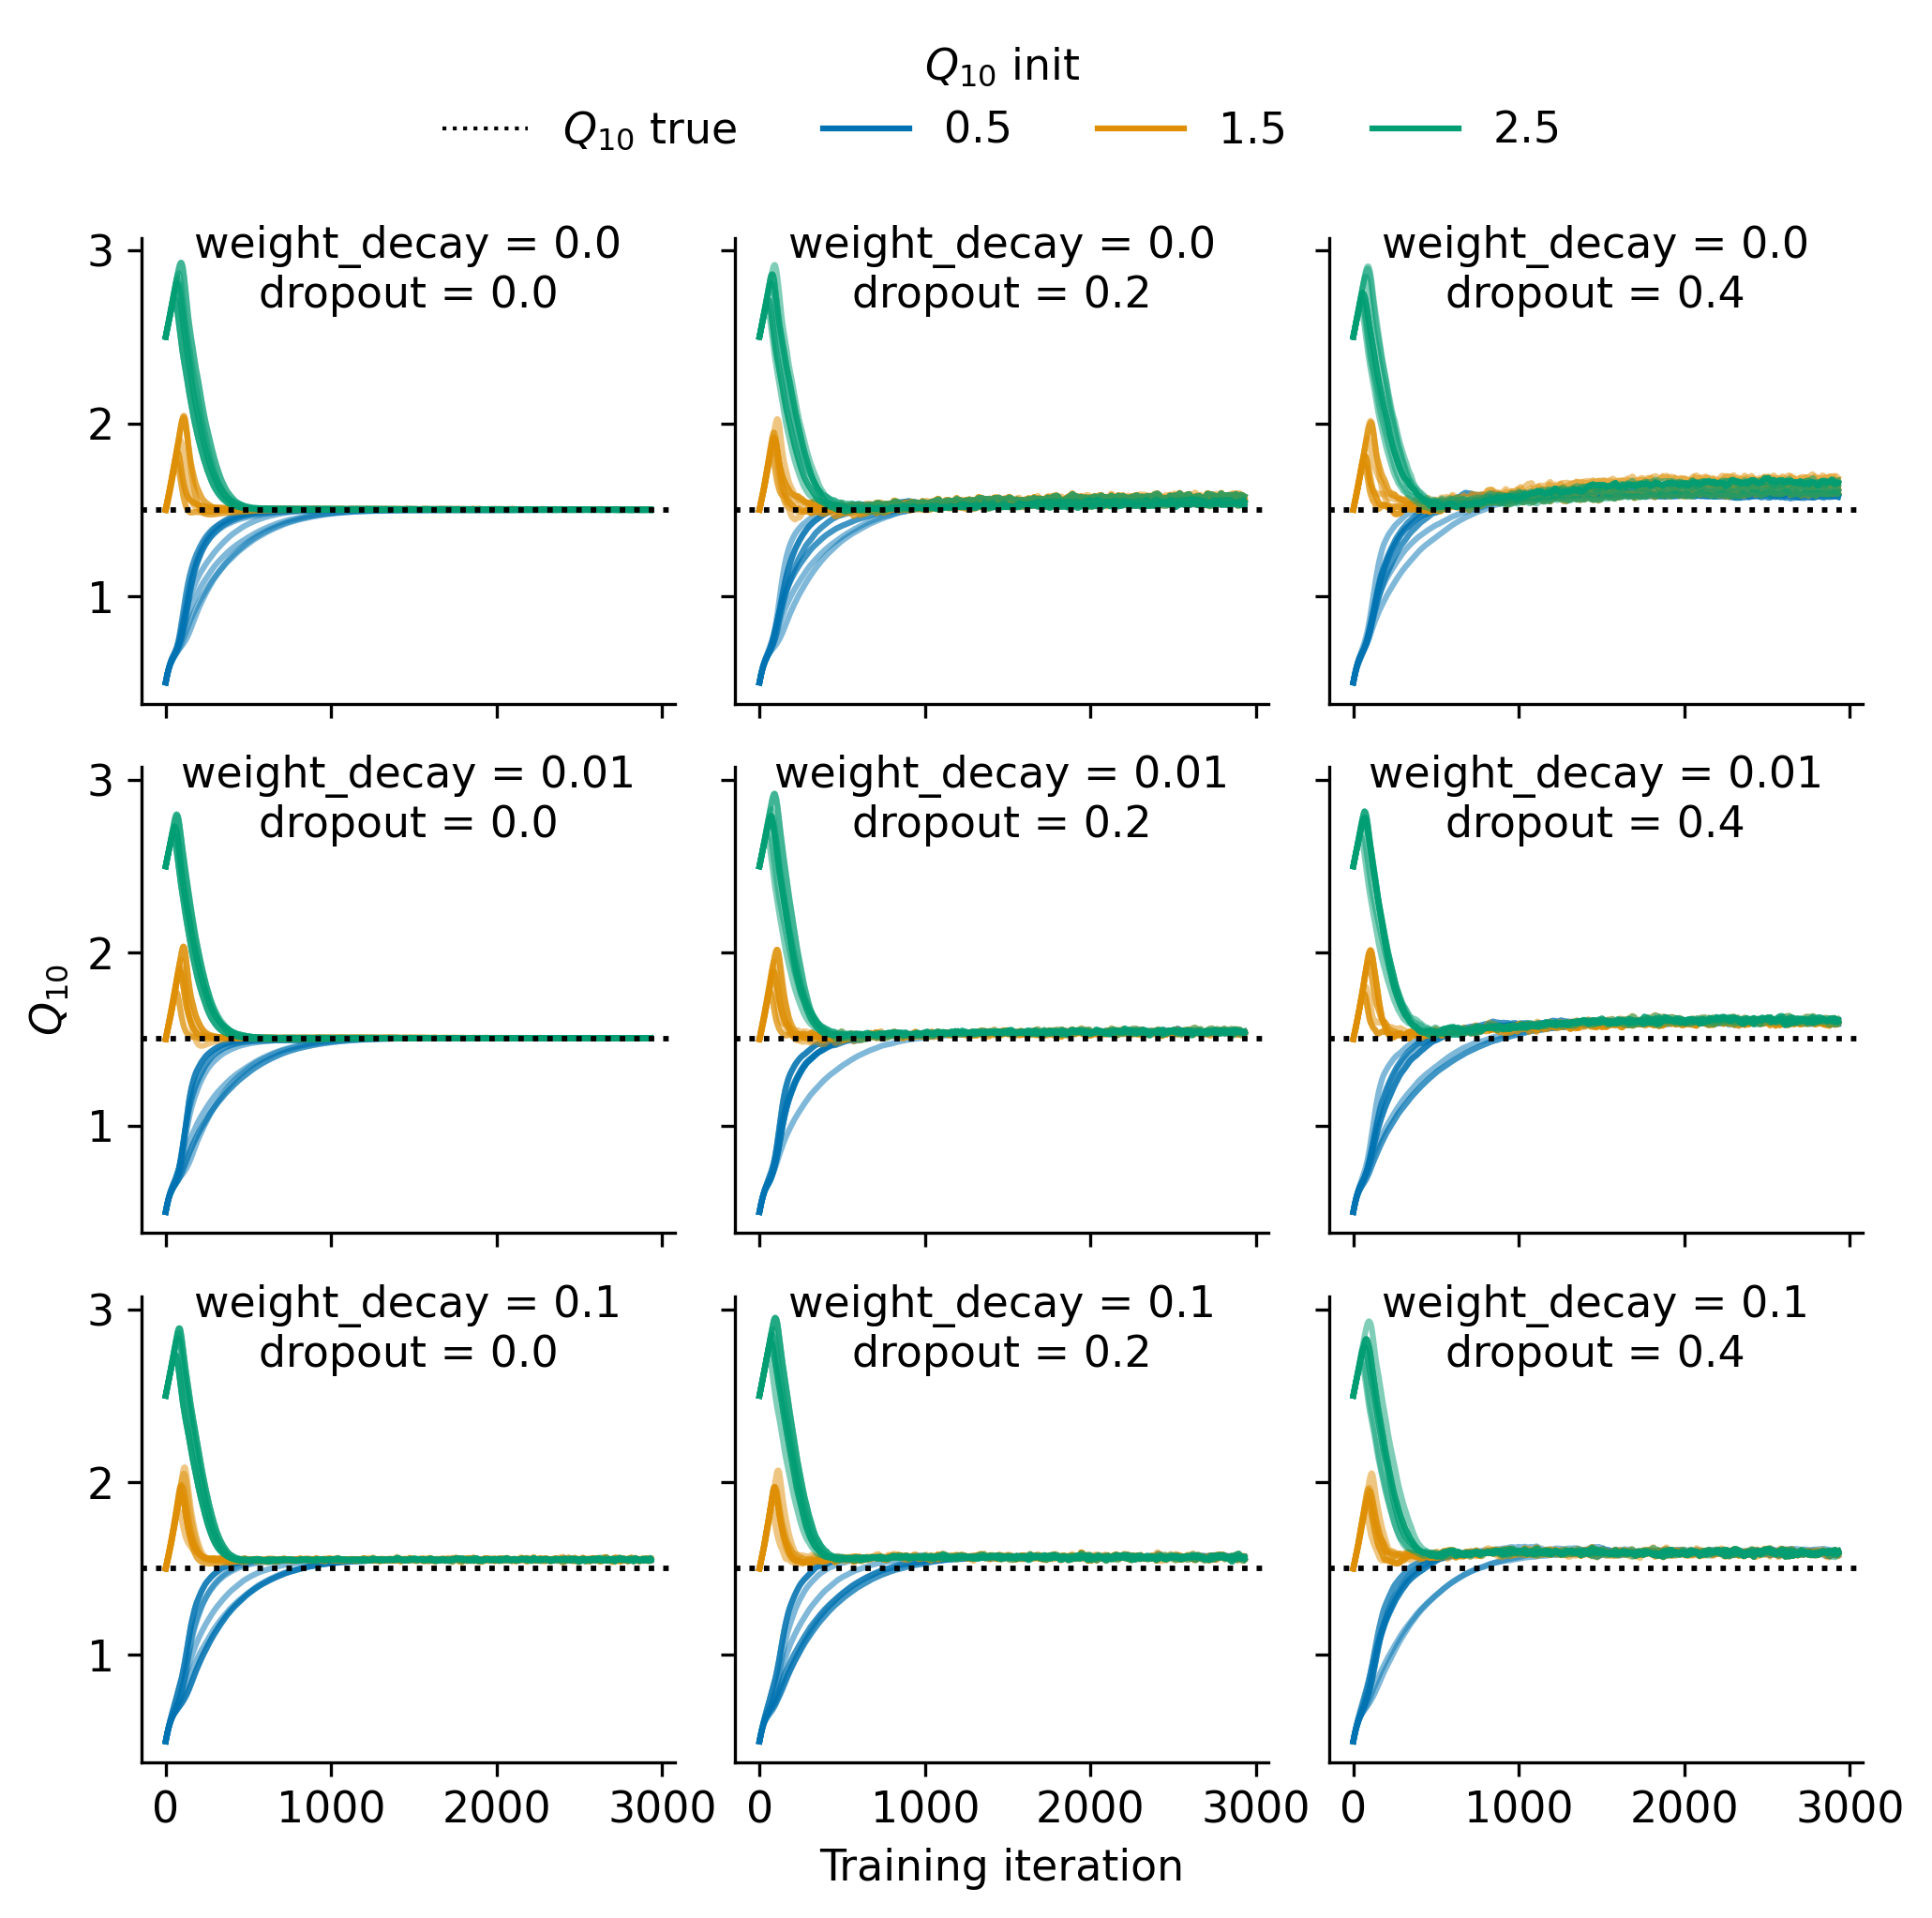 Q10 init
Q10 true 0.5 1.5 2.5
3
2
1
weight_decay = 0.0
dropout = 0.0
weight_decay = 0.0
dropout = 0.2
weight_decay = 0.0
dropout = 0.4
Q10
3
2
1
weight_decay = 0.01
dropout = 0.0
weight_decay = 0.01
dropout = 0.2
weight_decay = 0.01
dropout = 0.4
3
2
1
weight_decay = 0.1
dropout = 0.0
weight_decay = 0.1
dropout = 0.2
weight_decay = 0.1
dropout = 0.4
0 1000 2000 3000
0 1000 2000 3000
0 1000 2000 3000
Training iteration